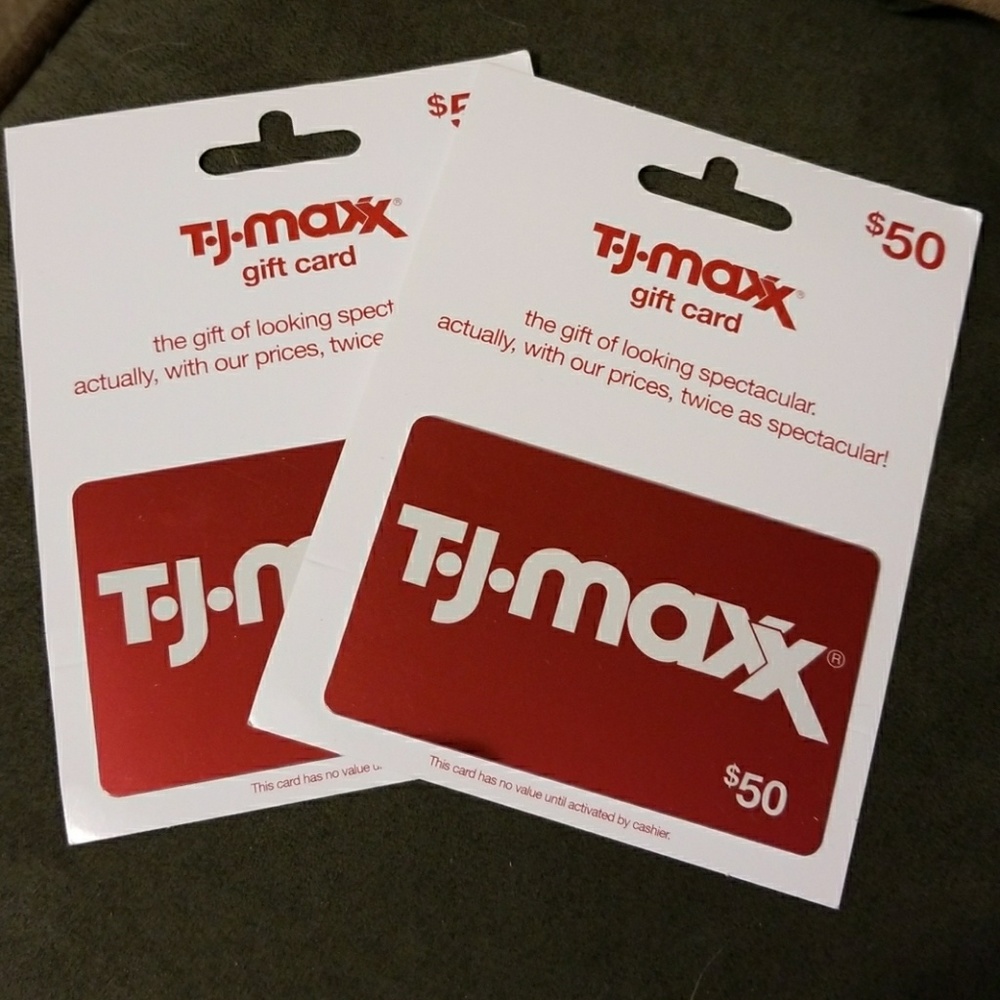 $5
T·J·maxx®
gift card
the gift of looking spect
actually, with our prices, twice
T·J·m
This card has no value u
$50
T·J·maxx®
gift card
the gift of looking spectacular.
actually, with our prices, twice as spectacular!
T·J·maxx®
$50
This card has no value until activated by cashier.